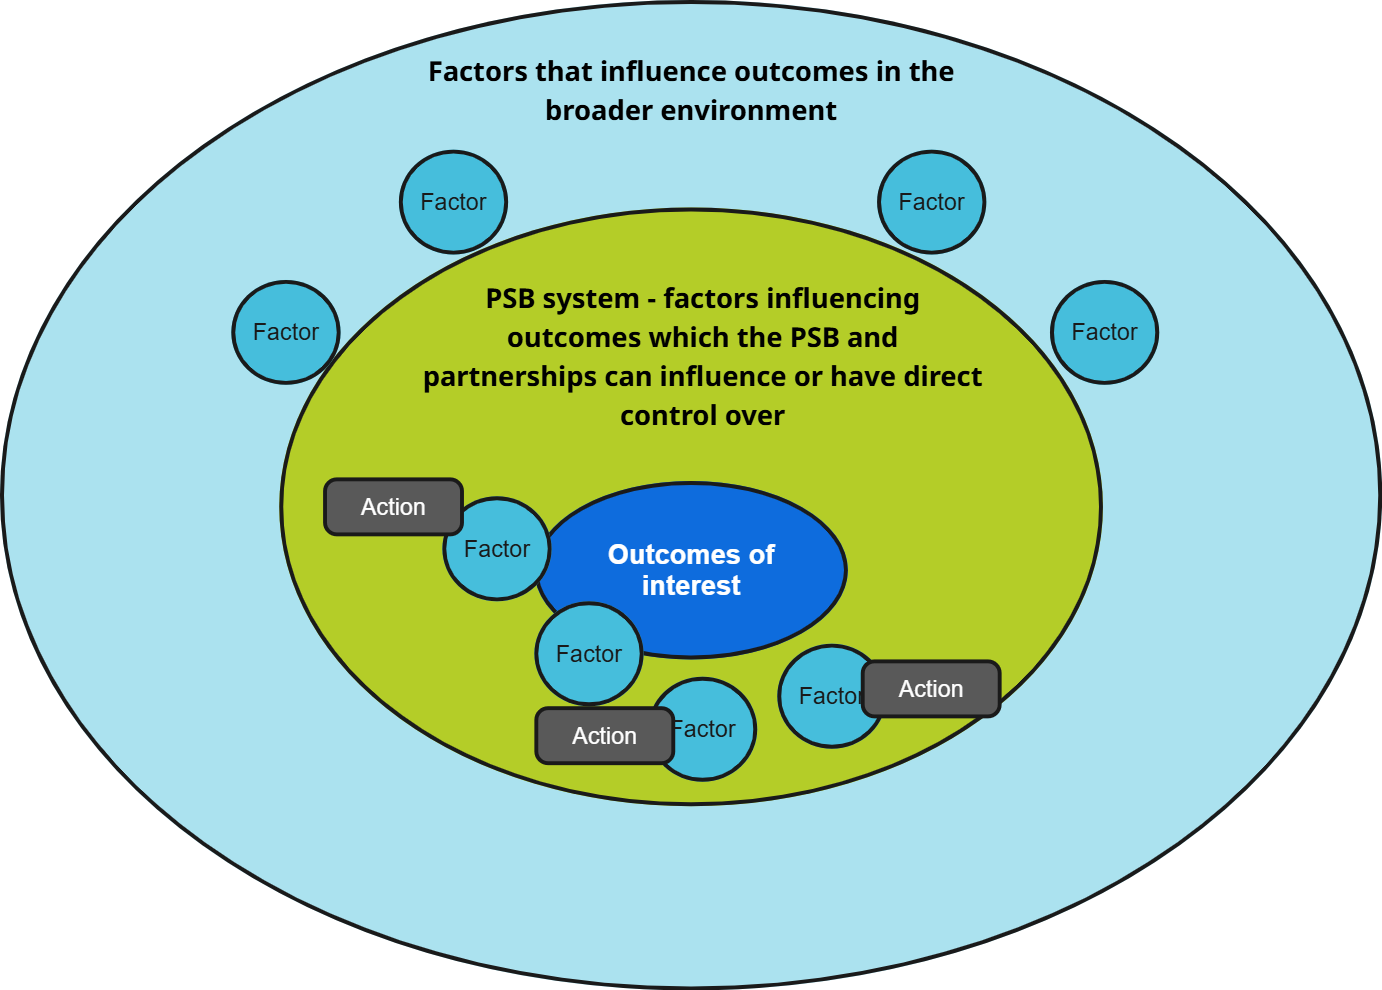 Factors that influence outcomes in the
broader environment
Factor
Factor
Factor
Factor
PSB system - factors influencing
outcomes which the PSB and
partnerships can influence or have direct
control over
Action
Factor
Outcomes of
interest
Factor
Factor
Action
Action
Factor